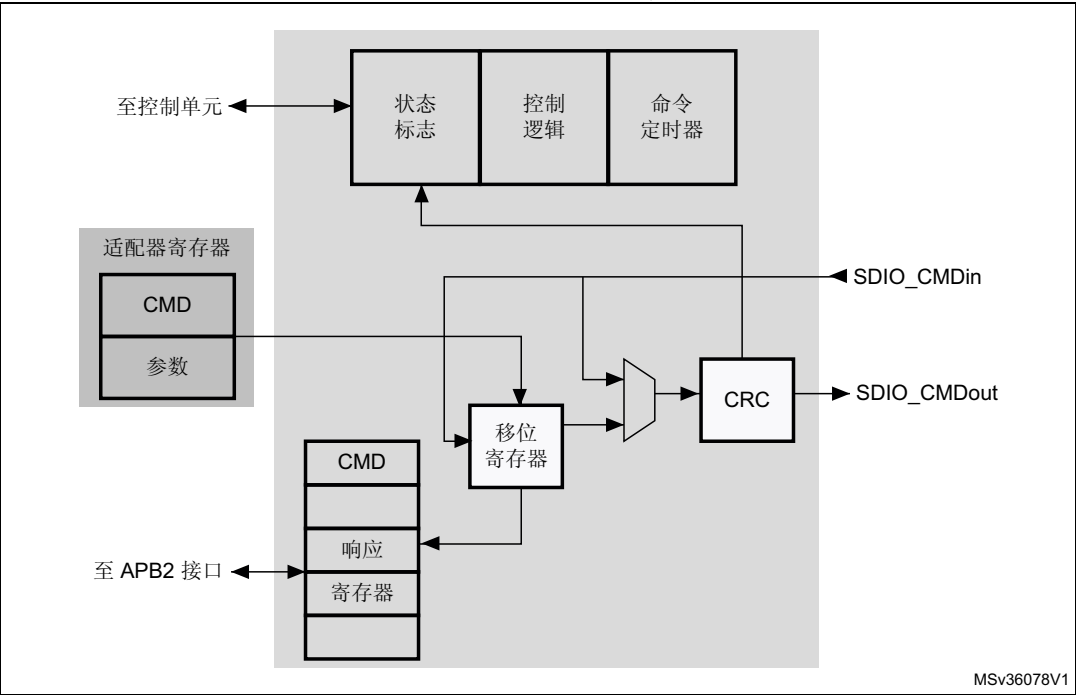 至控制单元
状态
标志
控制
逻辑
命令
定时器
适配器寄存器
CMD
参数
SDIO_CMDin
CRC
SDIO_CMDout
移位
寄存器
CMD
响应
寄存器
至 APB2 接口
MSv36078V1